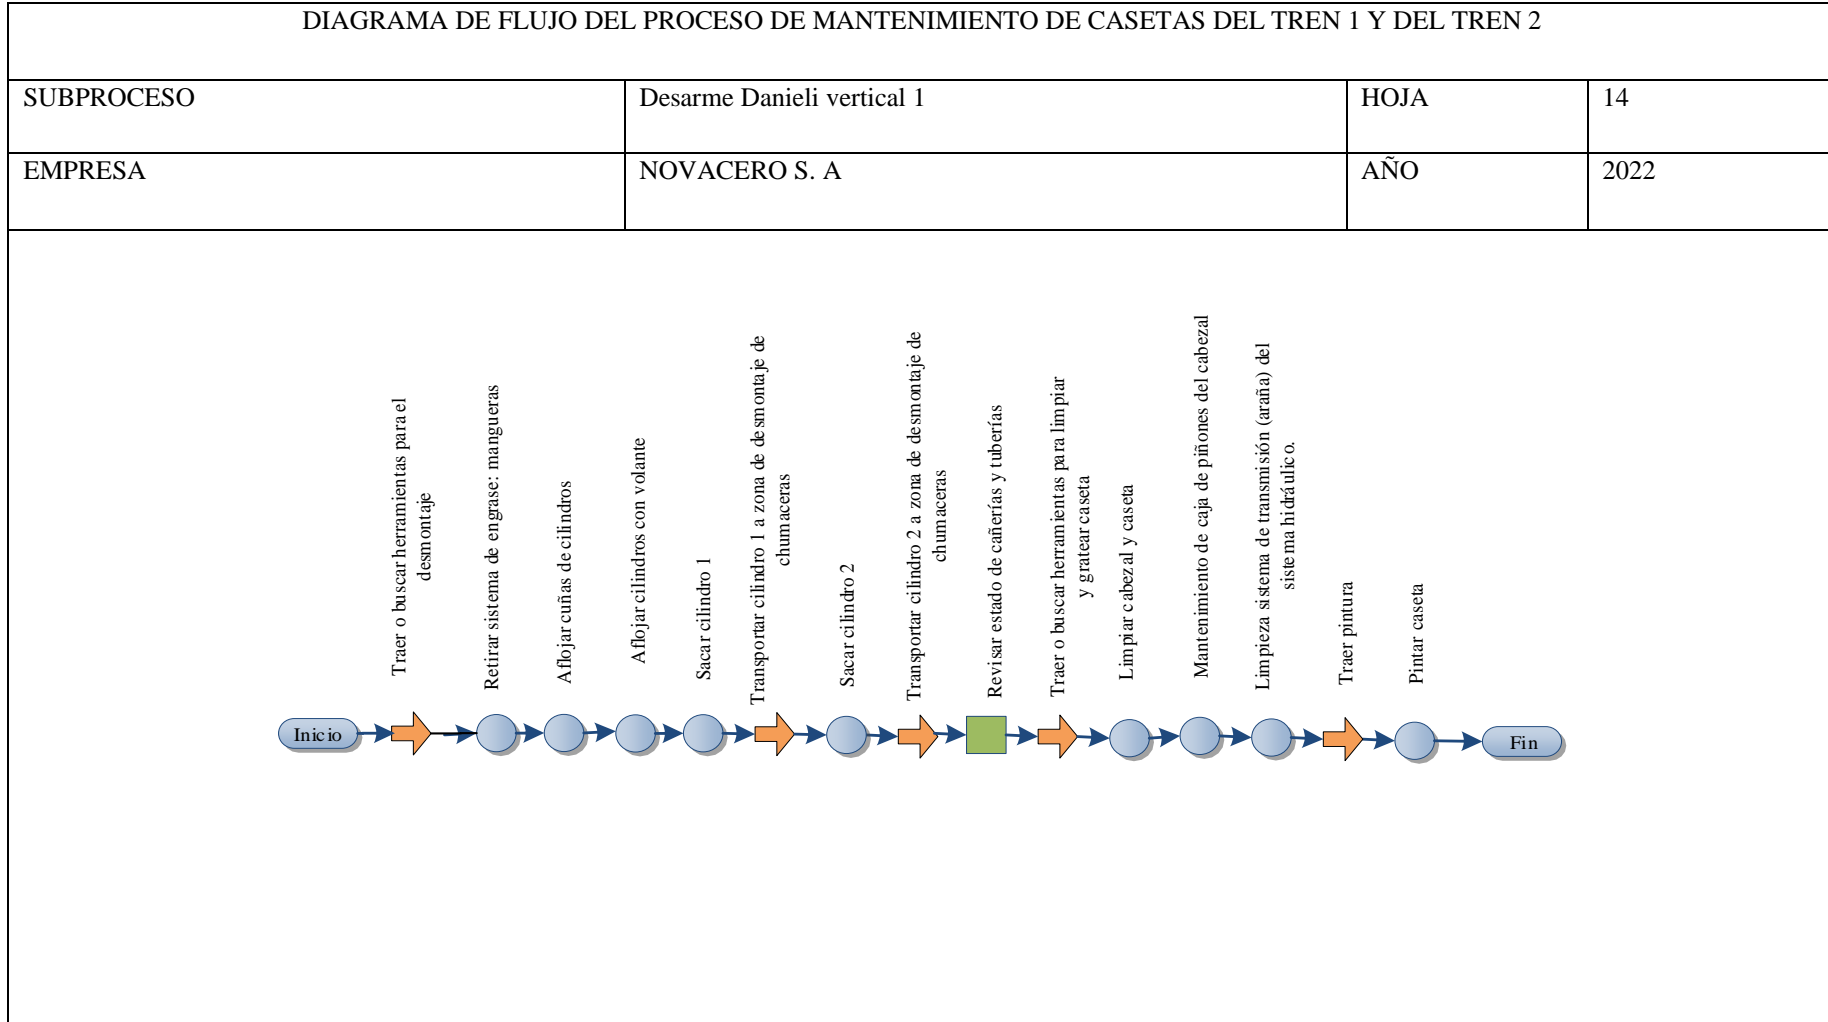 DIAGRAMA DE FLUJO DEL PROCESO DE MANTENIMIENTO DE CASETAS DEL TREN 1 Y DEL TREN 2
SUBPROCESO
Desarme Danieli vertical 1
HOJA
14
EMPRESA
NOVACERO S. A
AÑO
2022
Inicio
Traer o buscar herramientas para el
desmontaje
Retirar sistema de engrase: mangueras
Aflojar cuñas de cilindros
Aflojar cilindros con volante
Sacar cilindro 1
Transportar cilindro 1 a zona de desmontaje de
chumaceras
Sacar cilindro 2
Transportar cilindro 2 a zona de desmontaje de
chumaceras
Revisar estado de cañerías y tuberías
Traer o buscar herramientas para limpiar
y gratear caseta
Limpiar cabezal y caseta
Mantenimiento de caja de piñones del cabezal
Limpieza sistema de transmisión (araña) del
sistema hidráulico.
Traer pintura
Pintar caseta
Fin